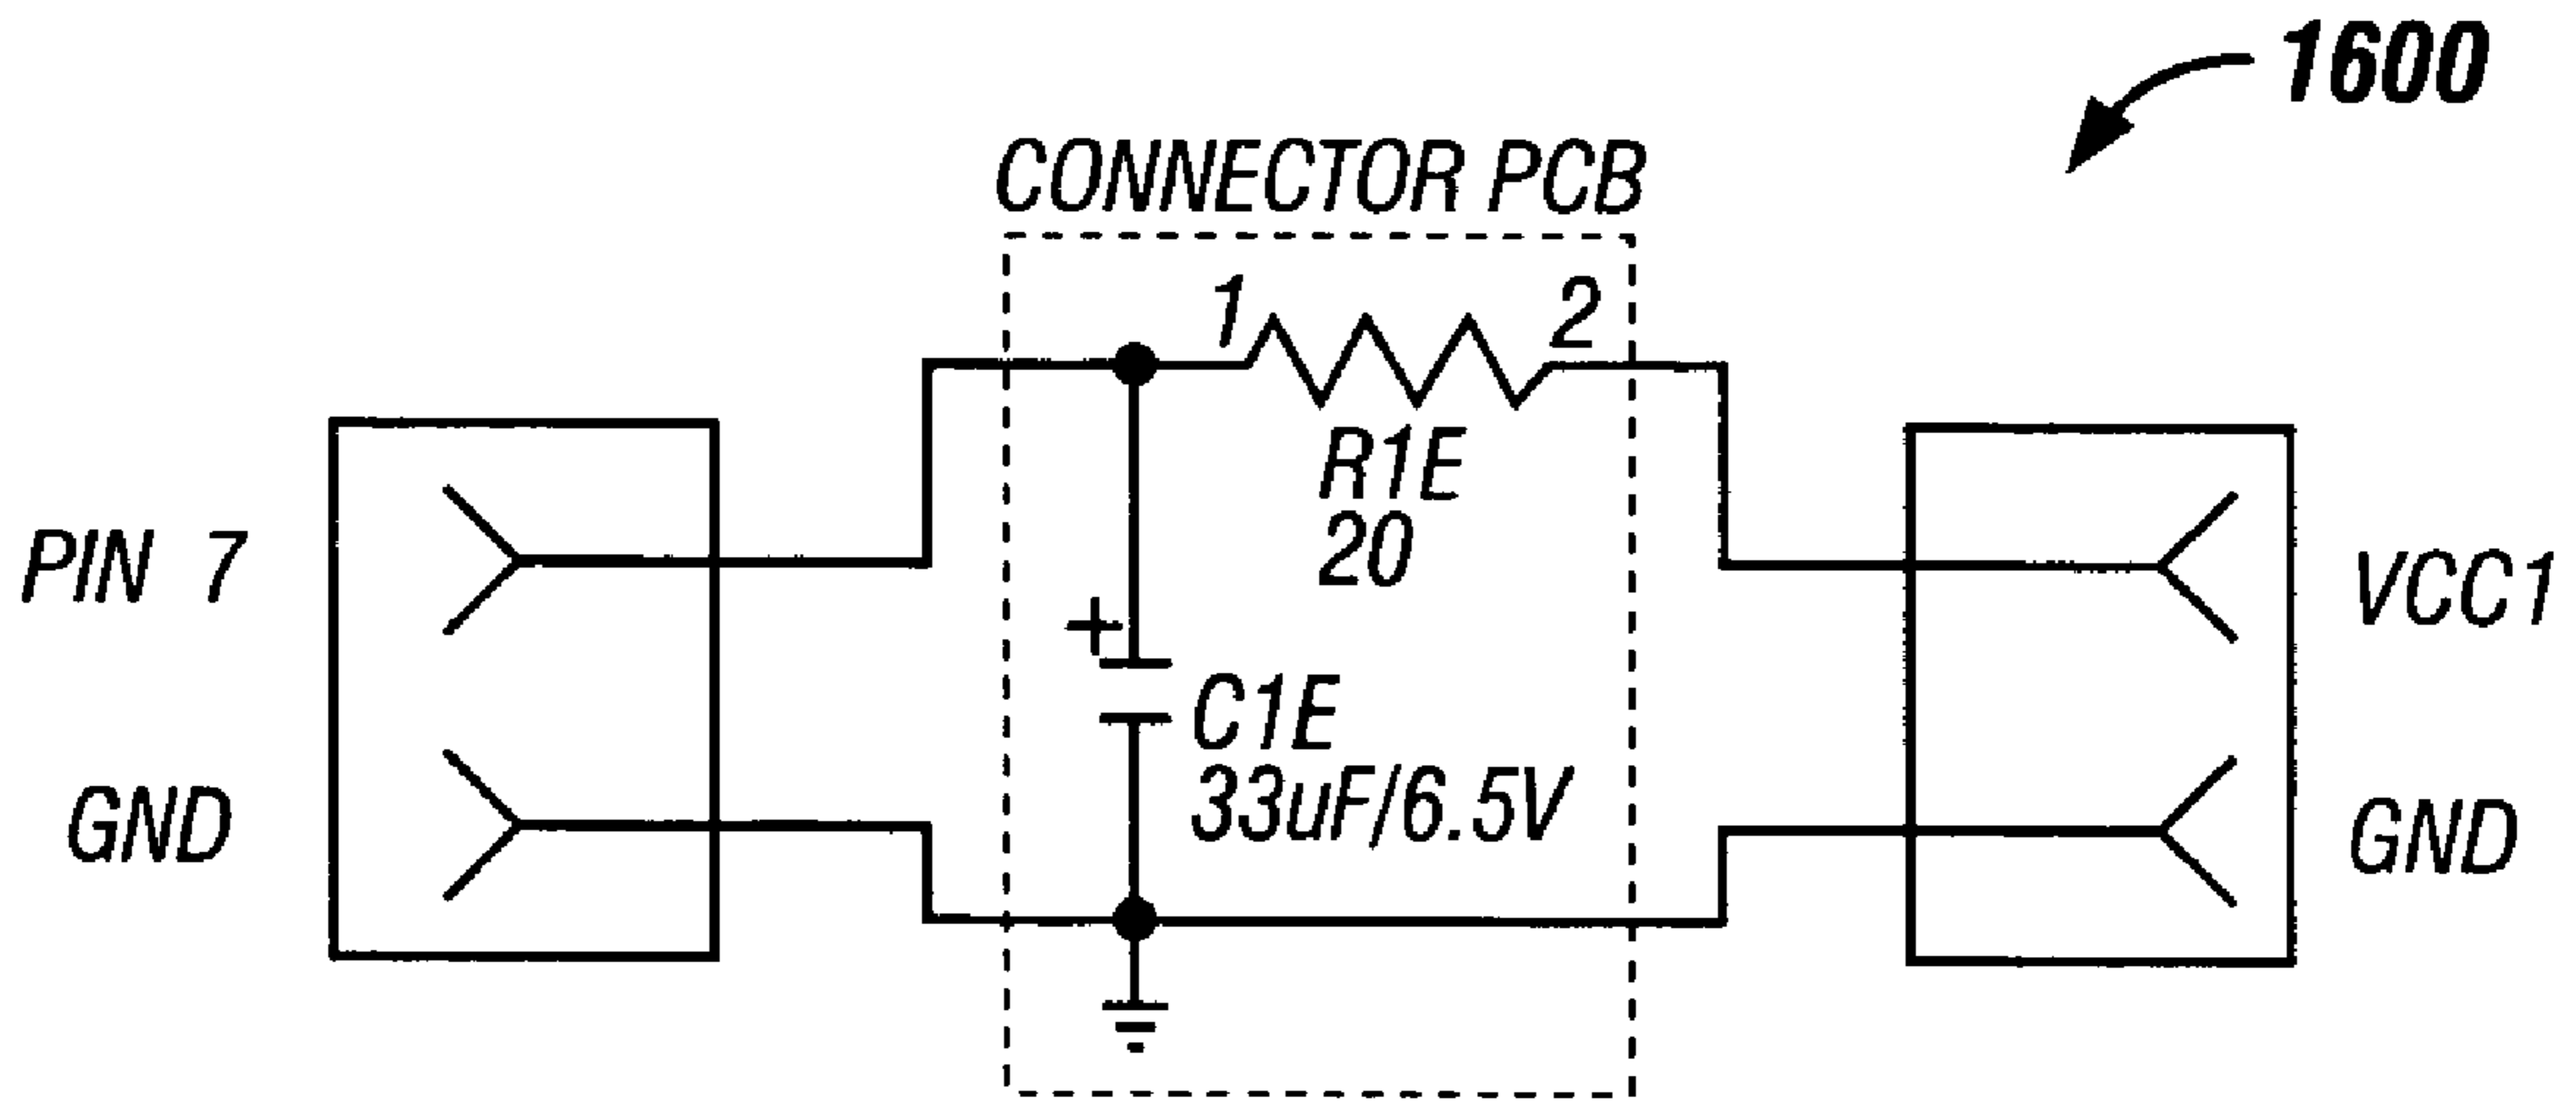 1600
CONNECTOR PCB
1 2
R1E
20
PIN 7
VCC1
+
C1E
33uF/6.5V
GND
GND